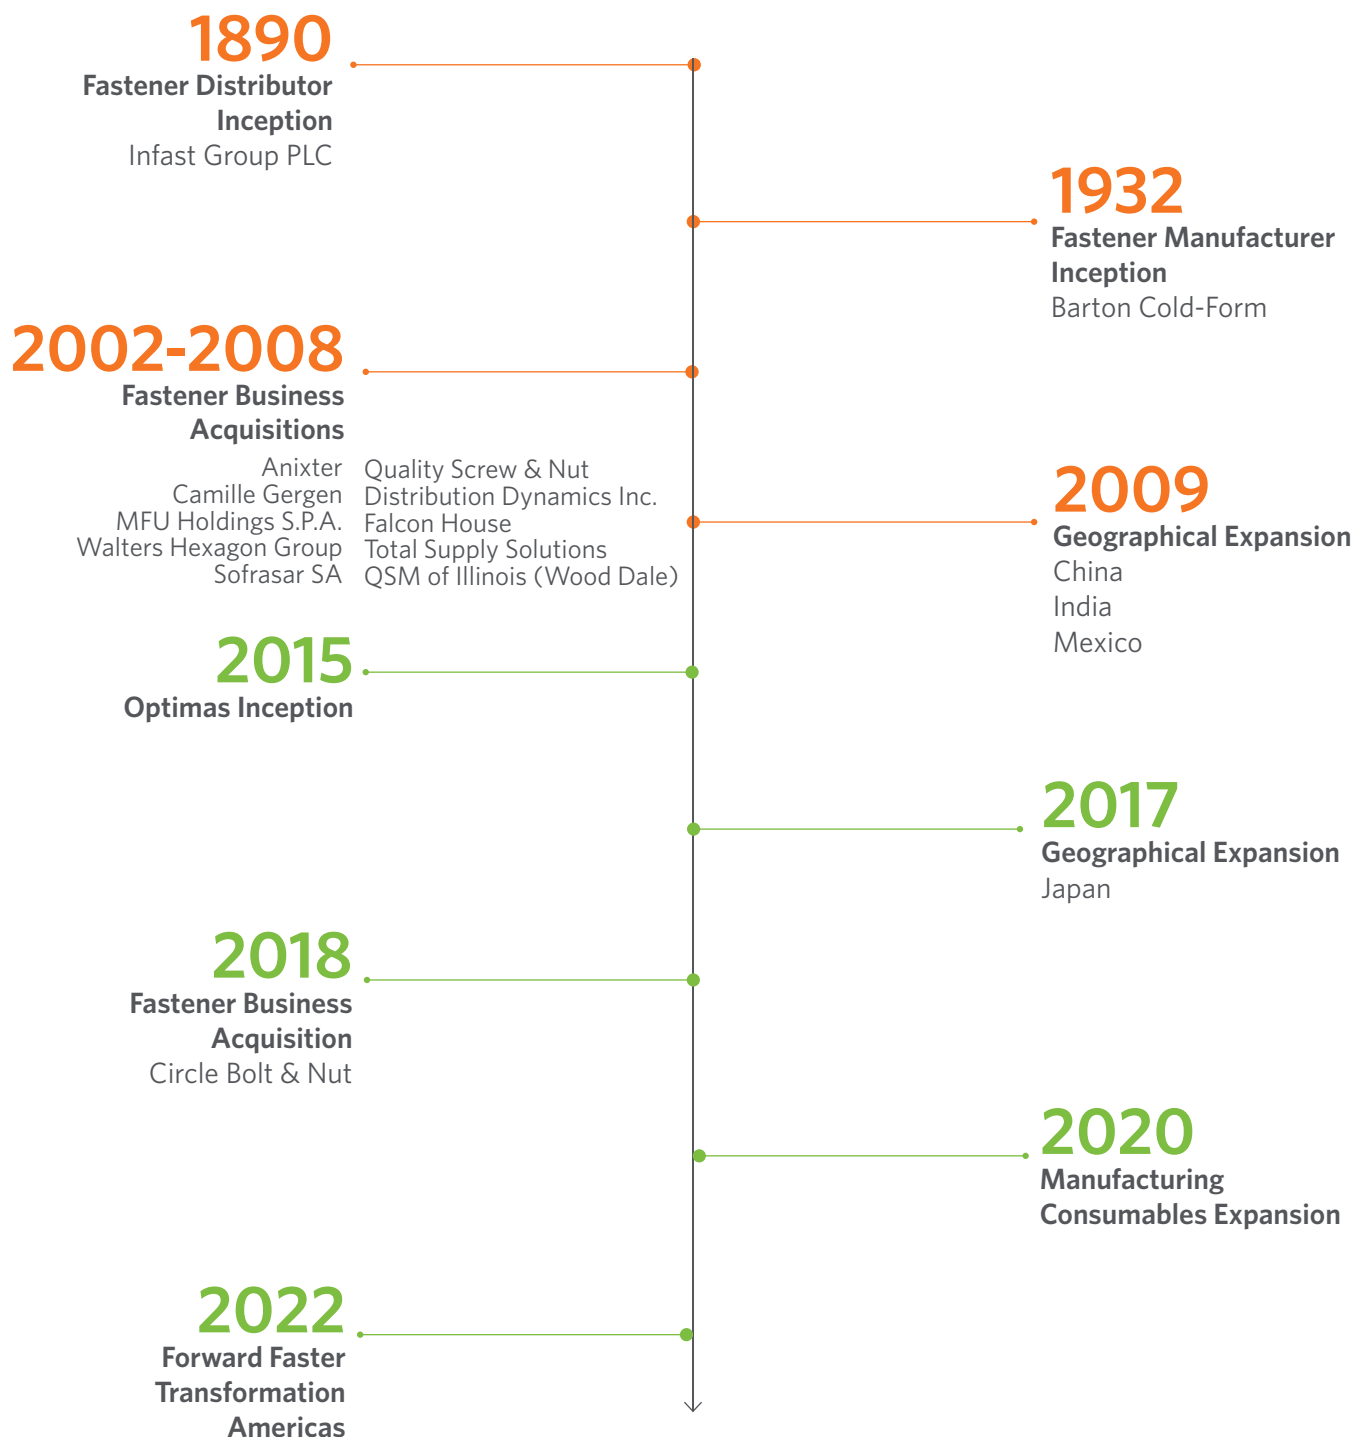 1890
Fastener Distributor
Inception
Infast Group PLC
1932
Fastener Manufacturer
Inception
Barton Cold-Form
2002-2008
Fastener Business
Acquisitions
Anixter
Camille Gergen
MFU Holdings S.P.A.
Walters Hexagon Group
Sofrasar SA
Quality Screw & Nut
Distribution Dynamics Inc.
Falcon House
Total Supply Solutions
QSM of Illinois (Wood Dale)
2009
Geographical Expansion
China
India
Mexico
2015
Optimas Inception
2017
Geographical Expansion
Japan
2018
Fastener Business
Acquisition
Circle Bolt & Nut
2020
Manufacturing
Consumables Expansion
2022
Forward Faster
Transformation
Americas